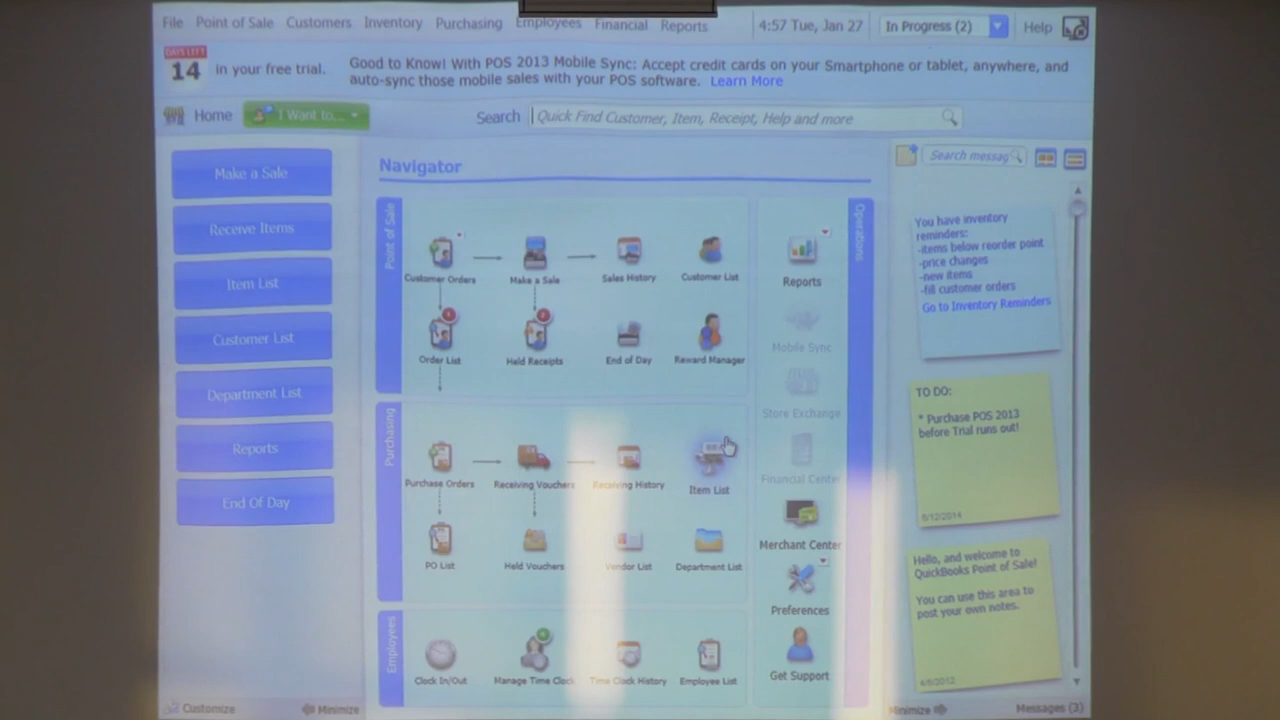 File Point of Sale Customers Inventory Purchasing Employees Financial Reports 4:57 Tue, Jan 27 In Progress (2) Help
DAYS LEFT
14 in your free trial.
Good to Know! With POS 2013 Mobile Sync: Accept credit cards on your Smartphone or tablet, anywhere, and
auto-sync those mobile sales with your POS software. Learn More
Home I Want to... Search Quick Find Customer, Item, Receipt, Help and more
Make a Sale
Receive Items
Item List
Customer List
Department List
Reports
End Of Day
Customize Minimize
Navigator
Point of Sale
Customer Orders Make a Sale Sales History Customer List
Order List Held Receipts End of Day Reward Manager
Purchasing
Purchase Orders Receiving Vouchers Receiving History Item List
PO List Held Vouchers Vendor List Department List
Employees
Clock In/Out Manage Time Clock Time Clock History Employee List
Operations
Reports
Mobile Sync
Store Exchange
Financial Center
Merchant Center
Preferences
Get Support
Search messag
You have inventory
reminders:
-items below reorder point
-price changes
-new items
-fill customer orders
Go to Inventory Reminders
TO DO:
* Purchase POS 2013
before Trial runs out!
8/12/2014
Hello, and welcome to
QuickBooks Point of Sale!
You can use this area to
post your own notes.
4/6/2012
Minimize Messages (3)